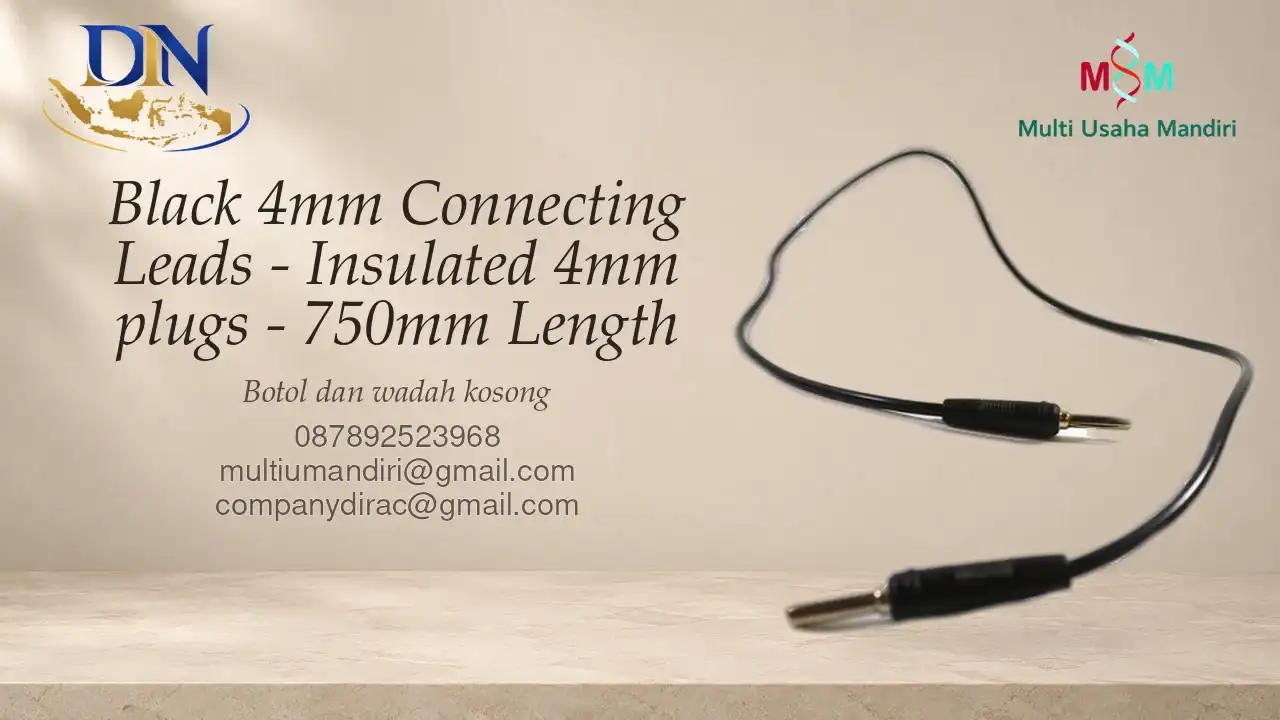 DN
M M
Multi Usaha Mandiri
Black 4mm Connecting
Leads - Insulated 4mm
plugs - 750mm Length
Botol dan wadah kosong
087892523968
multiumandiri@gmail.com
companydirac@gmail.com